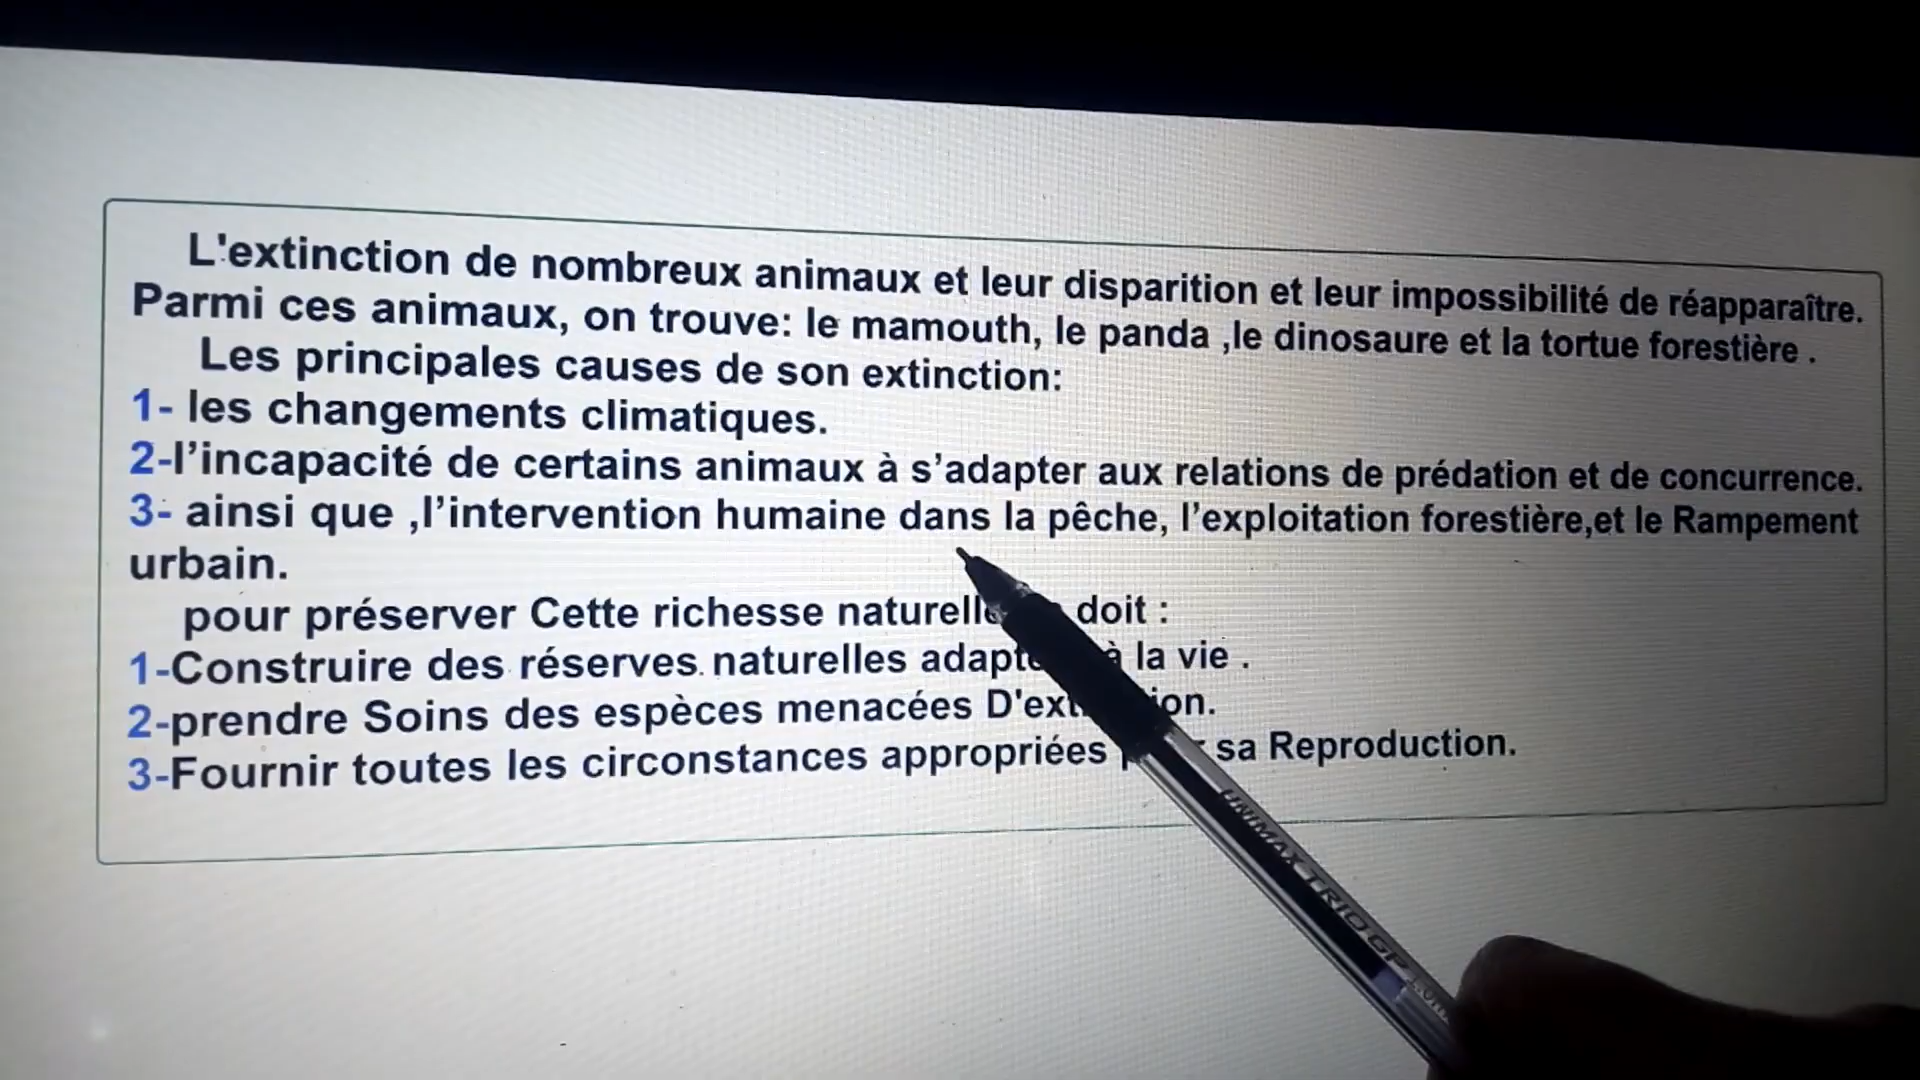 L'extinction de nombreux animaux et leur disparition et leur impossibilité de réapparaître.
Parmi ces animaux, on trouve: le mamouth, le panda ,le dinosaure et la tortue forestière .
Les principales causes de son extinction:
1- les changements climatiques.
2-l’incapacité de certains animaux à s’adapter aux relations de prédation et de concurrence.
3- ainsi que ,l’intervention humaine dans la pêche, l’exploitation forestière,et le Rampement
urbain.
pour préserver Cette richesse doit :
1-Construire des réserves naturelles à la vie .
2-prendre Soins des espèces menacées
3-Fournir toutes les circonstances appropriées sa Reproduction.
UNIMAX TRIO GP